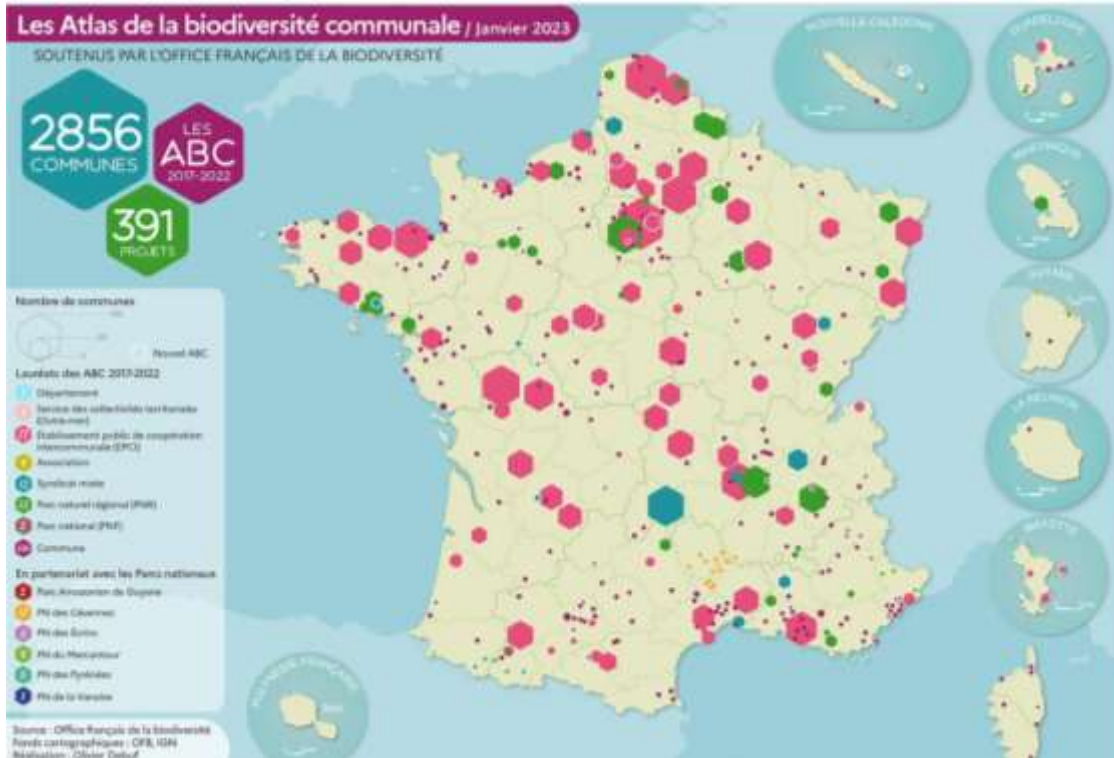 Les Atlas de la biodiversité communale / Janvier 2023
SOUTENUS PAR L'OFFICE FRANÇAIS DE LA BIODIVERSITÉ
2856
COMMUNES
LES
ABC
2017-2022
391
PROJETS
Nombre de communes
Nouvel ABC
Lauréats des ABC 2017-2022
Département
Service des collectivités territoriales
(Outre-mer)
Etablissement public de coopération
intercommunale (EPCI)
Association
Syndicat mixte
Parc naturel régional (PNR)
Parc national (PNF)
Commune
En partenariat avec les Parcs nationaux
Parc Amazonien de Guyane
PN des Cévennes
PN des Écrins
PN du Mercantour
PN des Pyrénées
PN de la Vanoise
Source : Office français de la biodiversité
Fonds cartographiques : OFB, IGN
Réalisation : Olivier Debuf
NOUVELLE-CALÉDONIE
GUADELOUPE
MARTINIQUE
GUYANE
LA RÉUNION
MAYOTTE
POLYNÉSIE FRANÇAISE